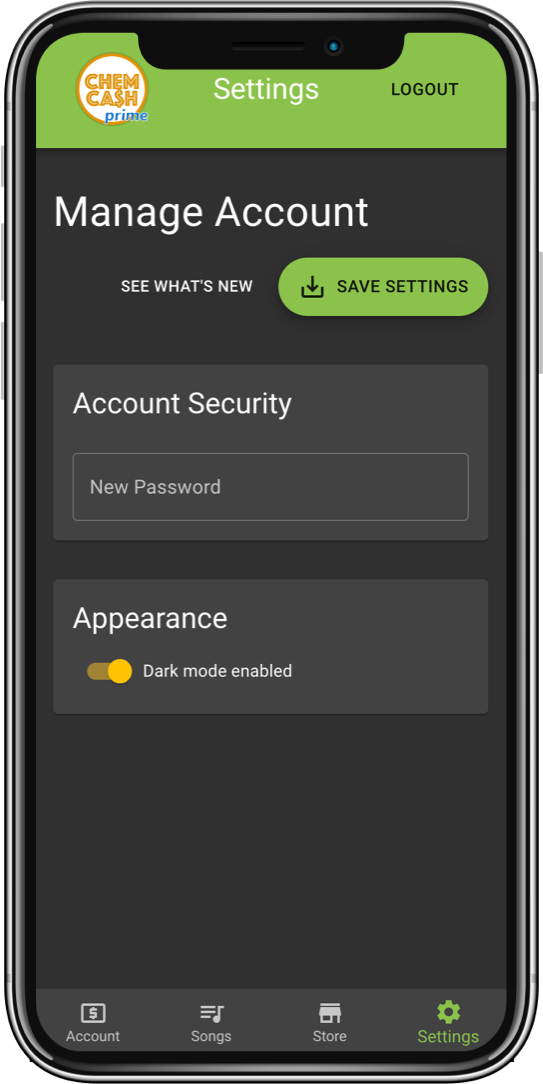 CHEM
CA$H
prime
Settings
LOGOUT
Manage Account
SEE WHAT'S NEW
SAVE SETTINGS
Account Security
New Password
Appearance
Dark mode enabled
Account
Songs
Store
Settings